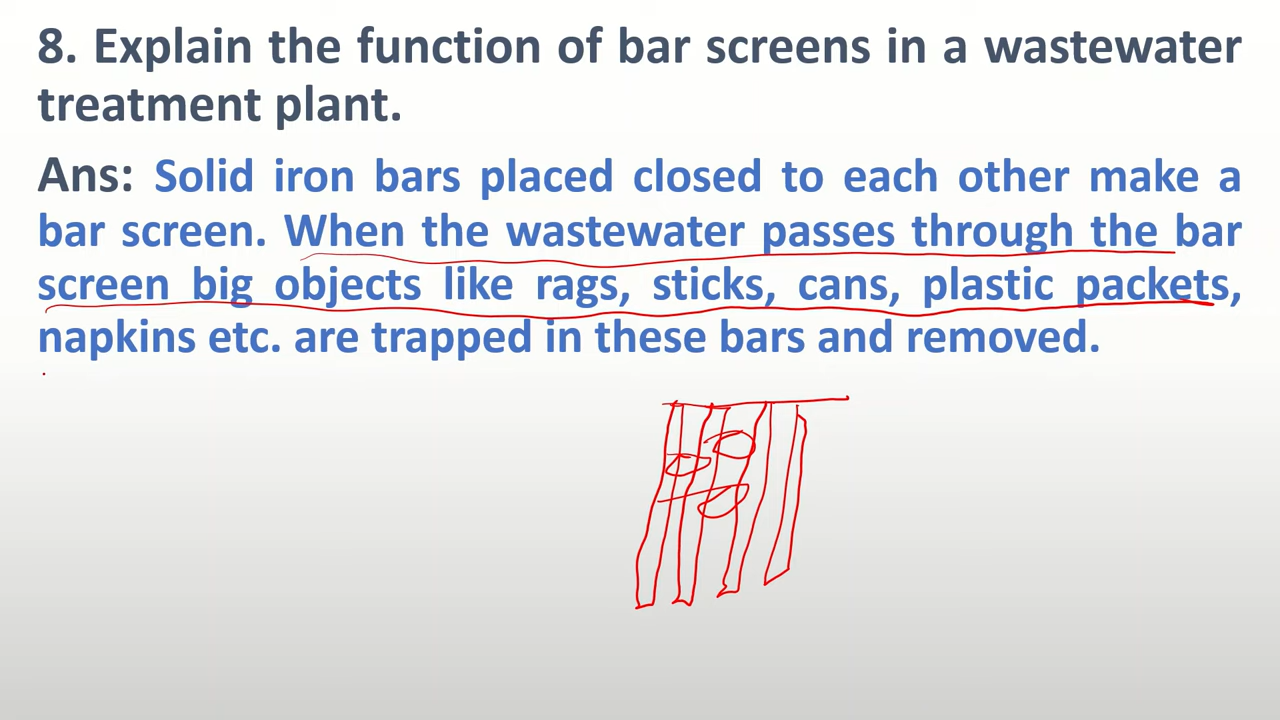 8. Explain the function of bar screens in a wastewater
treatment plant.
Ans: Solid iron bars placed closed to each other make a
bar screen. When the wastewater passes through the bar
screen big objects like rags, sticks, cans, plastic packets,
napkins etc. are trapped in these bars and removed.